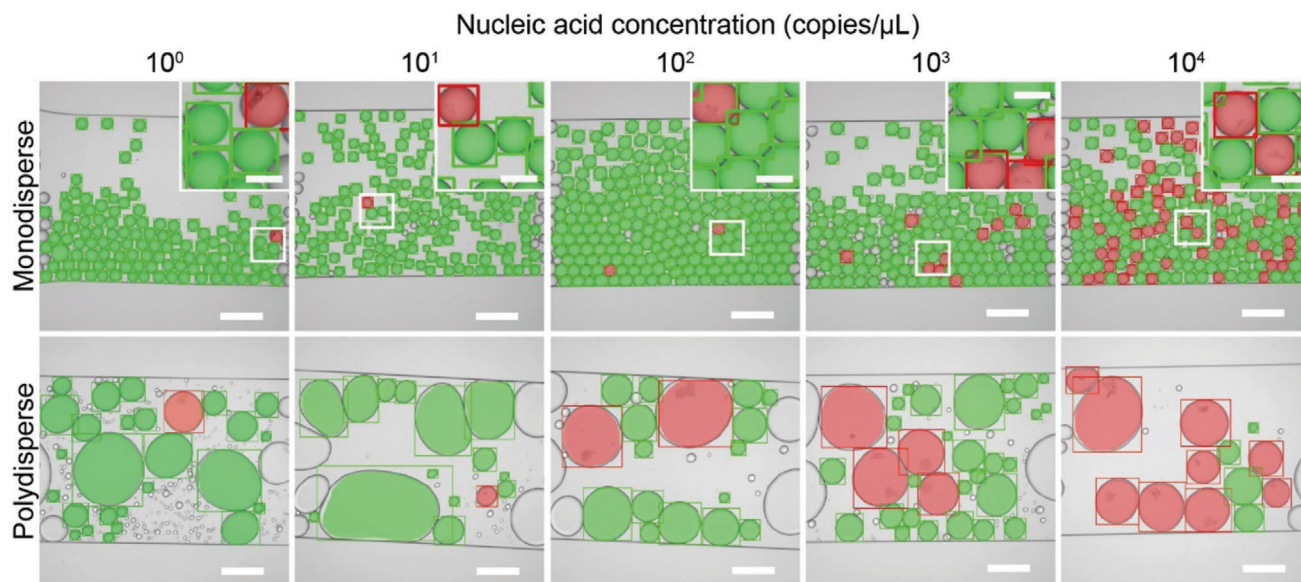 Nucleic acid concentration (copies/μL)
10⁰ 10¹ 10² 10³ 10⁴
Monodisperse
Polydisperse